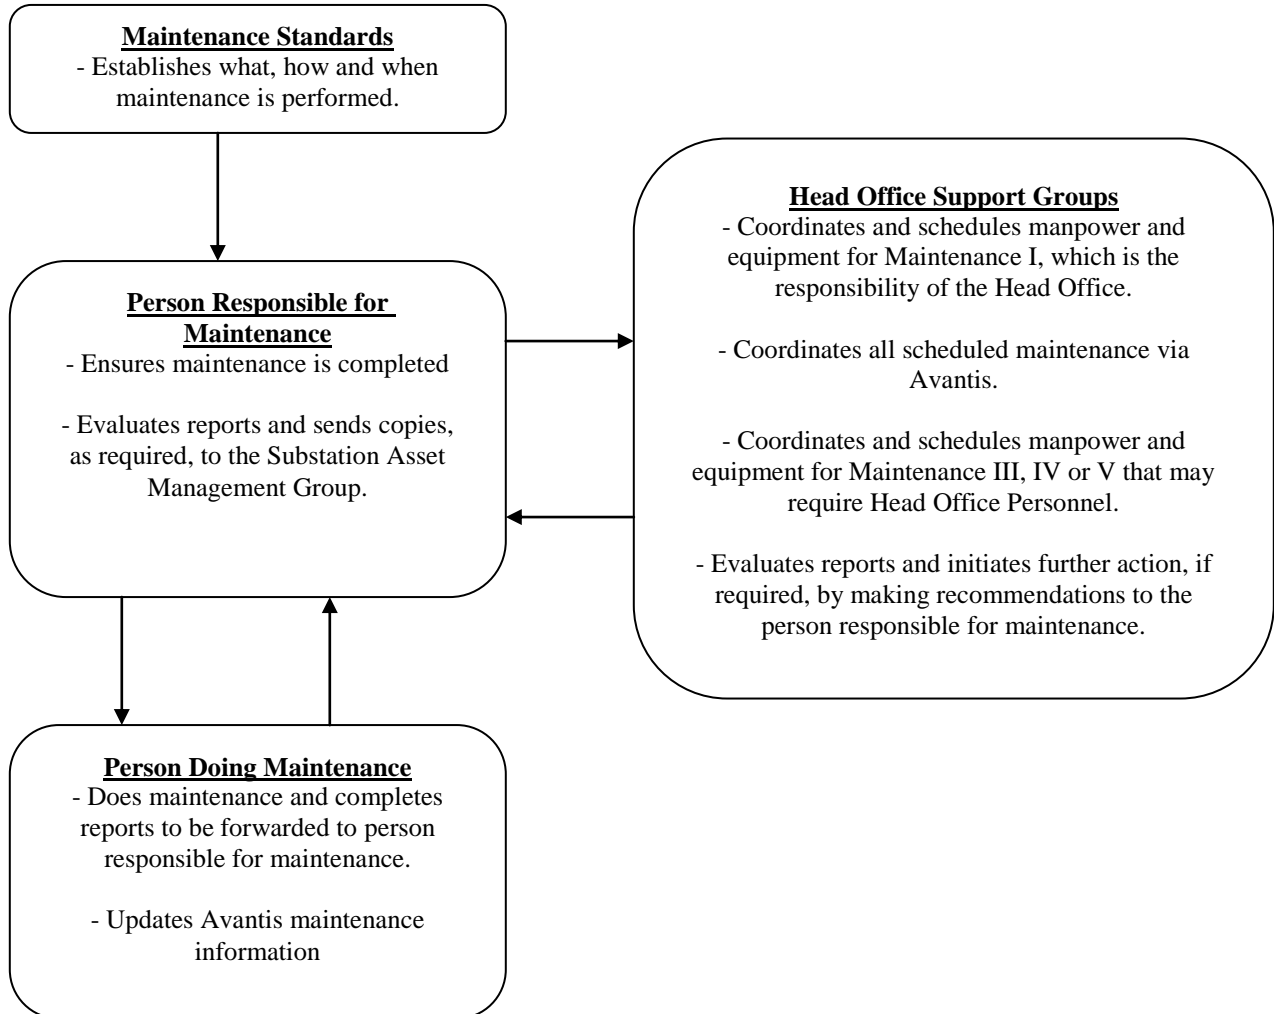 Maintenance Standards
- Establishes what, how and when
maintenance is performed.
Person Responsible for
Maintenance
- Ensures maintenance is completed
- Evaluates reports and sends copies,
as required, to the Substation Asset
Management Group.
Head Office Support Groups
- Coordinates and schedules manpower and
equipment for Maintenance I, which is the
responsibility of the Head Office.
- Coordinates all scheduled maintenance via
Avantis.
- Coordinates and schedules manpower and
equipment for Maintenance III, IV or V that may
require Head Office Personnel.
- Evaluates reports and initiates further action, if
required, by making recommendations to the
person responsible for maintenance.
Person Doing Maintenance
- Does maintenance and completes
reports to be forwarded to person
responsible for maintenance.
- Updates Avantis maintenance
information